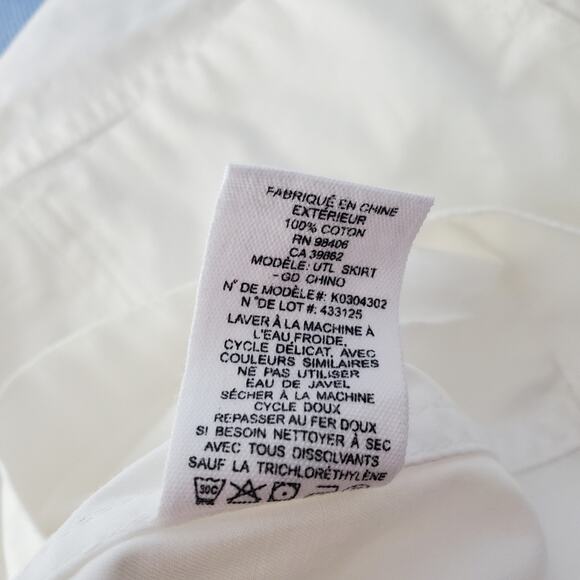 FABRIQUÉ EN CHINE
EXTÉRIEUR
100% COTON
RN 98406
CA 39862
MODÈLE: UTL SKIRT
-GD CHINO
N° DE MODÈLE#: K0304302
N °DE LOT #: 433125
LAVER À LA MACHINE À
L'EAU FROIDE,
CYCLE DÉLICAT, AVEC
COULEURS SIMILAIRES
NE PAS UTILISER
EAU DE JAVEL
SÉCHER À LA MACHINE
CYCLE DOUX
REPASSER AU FER DOUX
SI BESOIN NETTOYER À SEC
AVEC TOUS DISSOLVANTS
SAUF LA TRICHLORÉTHYLÈNE
30C